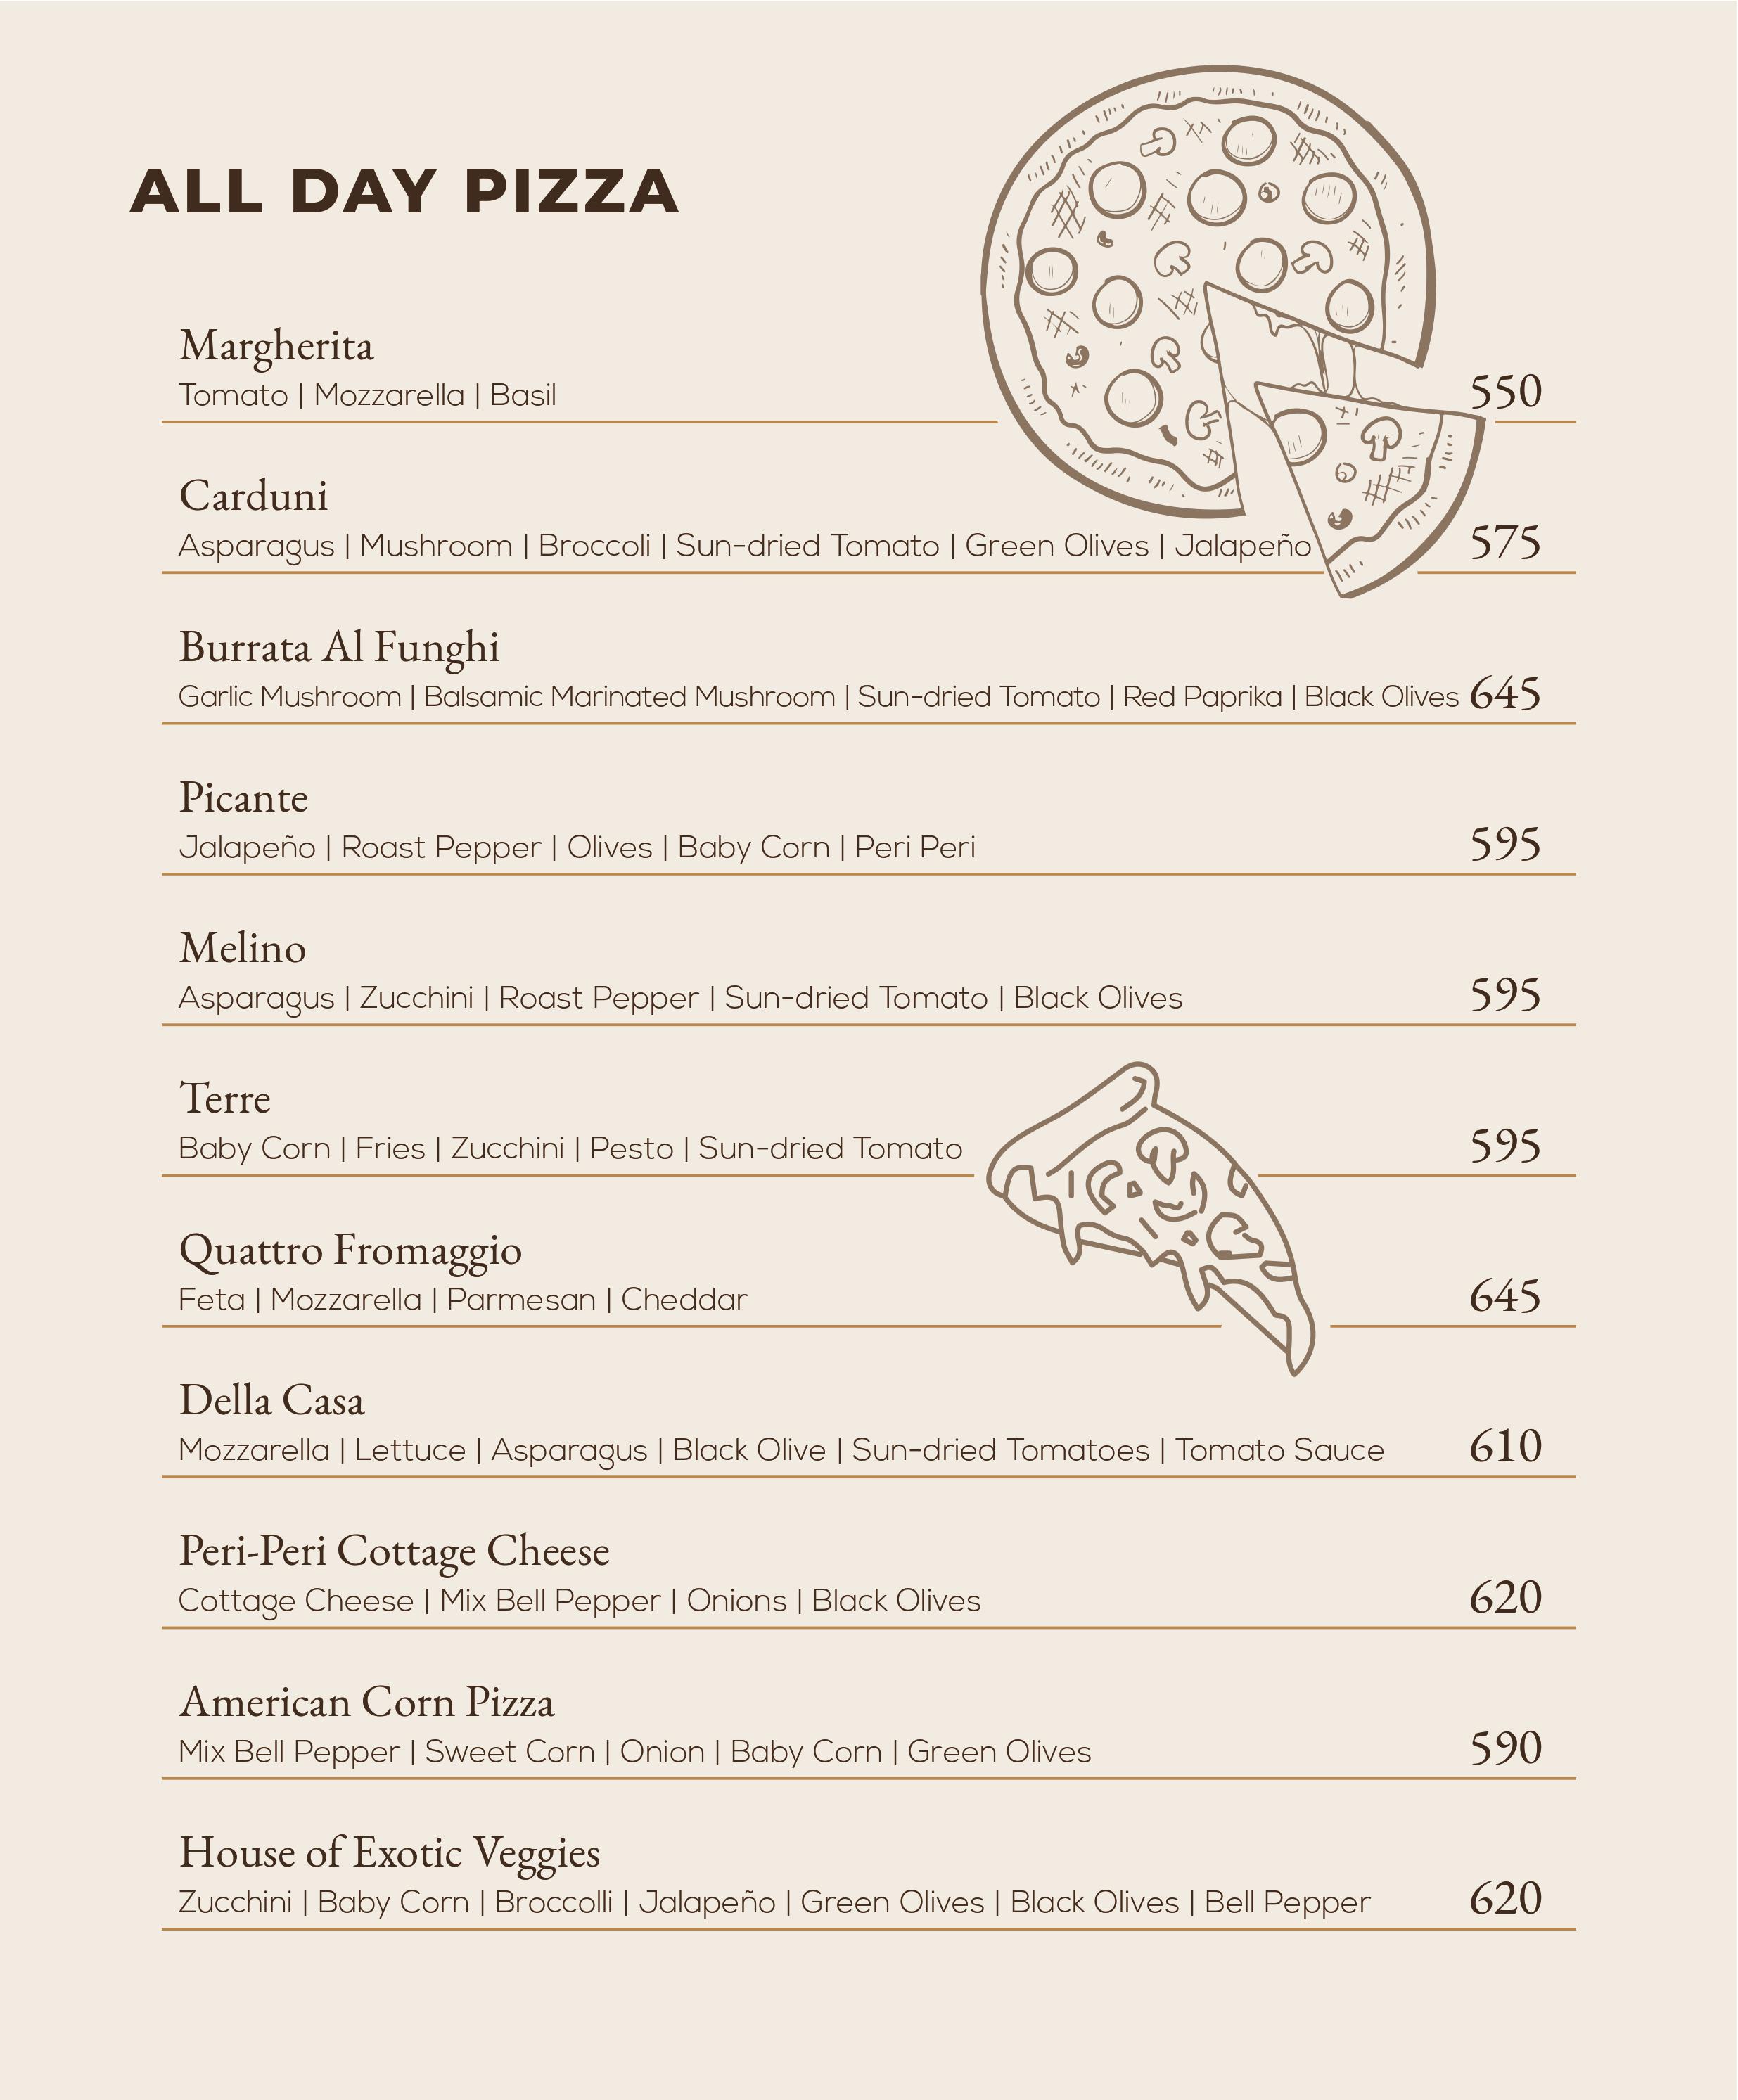 ALL DAY PIZZA
Margherita
Tomato | Mozzarella | Basil 550
Carduni
Asparagus | Mushroom | Broccoli | Sun-dried Tomato | Green Olives | Jalapeño 575
Burrata Al Funghi
Garlic Mushroom | Balsamic Marinated Mushroom | Sun-dried Tomato | Red Paprika | Black Olives 645
Picante
Jalapeño | Roast Pepper | Olives | Baby Corn | Peri Peri 595
Melino
Asparagus | Zucchini | Roast Pepper | Sun-dried Tomato | Black Olives 595
Terre
Baby Corn | Fries | Zucchini | Pesto | Sun-dried Tomato 595
Quattro Fromaggio
Feta | Mozzarella | Parmesan | Cheddar 645
Della Casa
Mozzarella | Lettuce | Asparagus | Black Olive | Sun-dried Tomatoes | Tomato Sauce 610
Peri-Peri Cottage Cheese
Cottage Cheese | Mix Bell Pepper | Onions | Black Olives 620
American Corn Pizza
Mix Bell Pepper | Sweet Corn | Onion | Baby Corn | Green Olives 590
House of Exotic Veggies
Zucchini | Baby Corn | Broccolli | Jalapeño | Green Olives | Black Olives | Bell Pepper 620